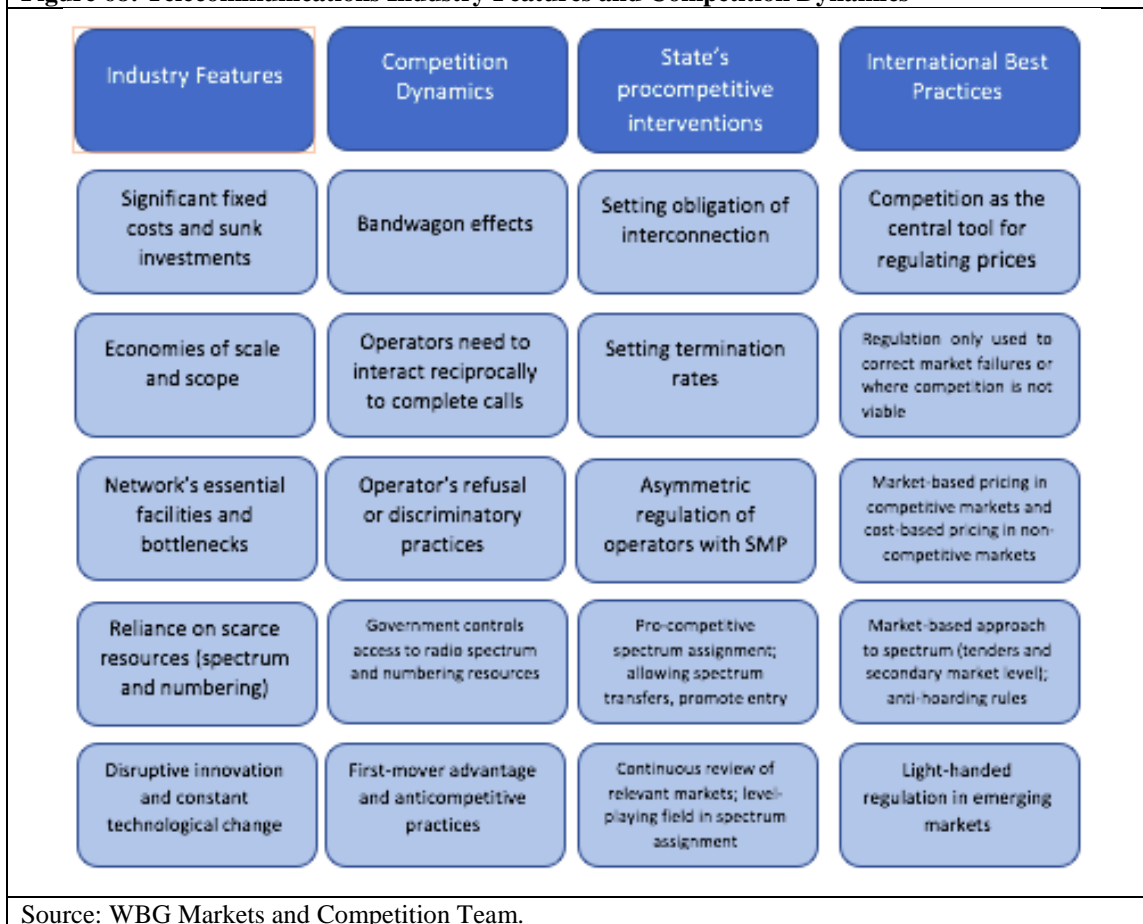 Figure Telecommunications Industry Features and Competition Dynamics
Industry Features
Competition
Dynamics
State's
procompetitive
interventions
International Best
Practices
Significant fixed
costs and sunk
investments
Bandwagon effects
Setting obligation of
interconnection
Competition as the
central tool for
regulating prices
Economies of scale
and scope
Operators need to
interact reciprocally
to complete calls
Setting termination
rates
Regulation only used to
correct market failures or
where competition is not
viable
Network's essential
facilities and
bottlenecks
Operator's refusal
or discriminatory
practices
Asymmetric
regulation of
operators with SMP
Market-based pricing in
competitive markets and
cost-based pricing in non-
competitive markets
Reliance on scarce
resources (spectrum
and numbering)
Government controls
access to radio spectrum
and numbering resources
Pro-competitive
spectrum assignment;
allowing spectrum
transfers, promote entry
Market-based approach
to spectrum (tenders and
secondary market level);
anti-hoarding rules
Disruptive innovation
and constant
technological change
First-mover advantage
and anticompetitive
practices
Continuous review of
relevant markets; level-
playing field in spectrum
assignment
Light-handed
regulation in emerging
markets
Source: WBG Markets and Competition Team.